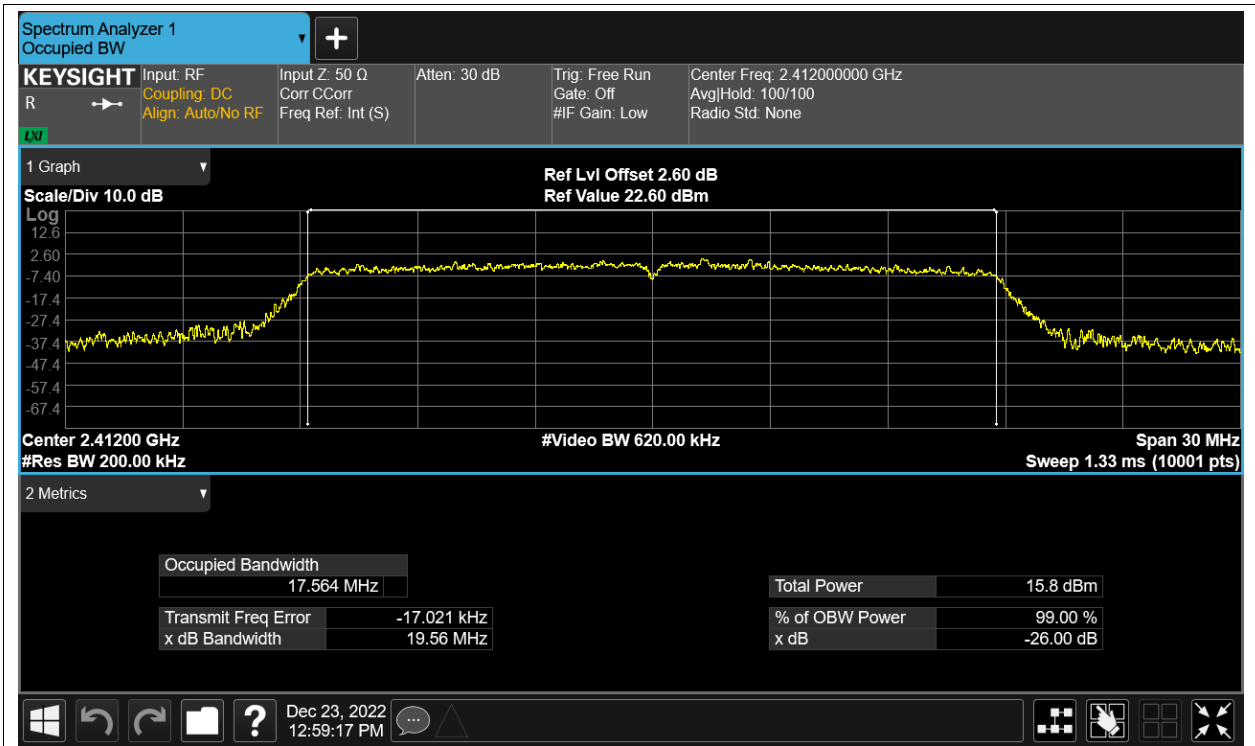 Spectrum Analyzer 1
Occupied BW
KEYSIGHT
R
LXI
Input: RF
Coupling: DC
Align: Auto/No RF
Input Z: 50 Ω
Corr CCorr
Freq Ref: Int (S)
Atten: 30 dB
Trig: Free Run
Gate: Off
#IF Gain: Low
Center Freq: 2.412000000 GHz
Avg|Hold: 100/100
Radio Std: None
1 Graph
Scale/Div 10.0 dB
Ref Lvl Offset 2.60 dB
Ref Value 22.60 dBm
Log
12.6
2.60
-7.40
-17.4
-27.4
-37.4
-47.4
-57.4
-67.4
Center 2.41200 GHz
#Video BW 620.00 kHz
Span 30 MHz
#Res BW 200.00 kHz
Sweep 1.33 ms (10001 pts)
2 Metrics
Occupied Bandwidth
17.564 MHz
Total Power 15.8 dBm
Transmit Freq Error -17.021 kHz
% of OBW Power 99.00 %
x dB Bandwidth 19.56 MHz
x dB -26.00 dB
?
Dec 23, 2022
12:59:17 PM